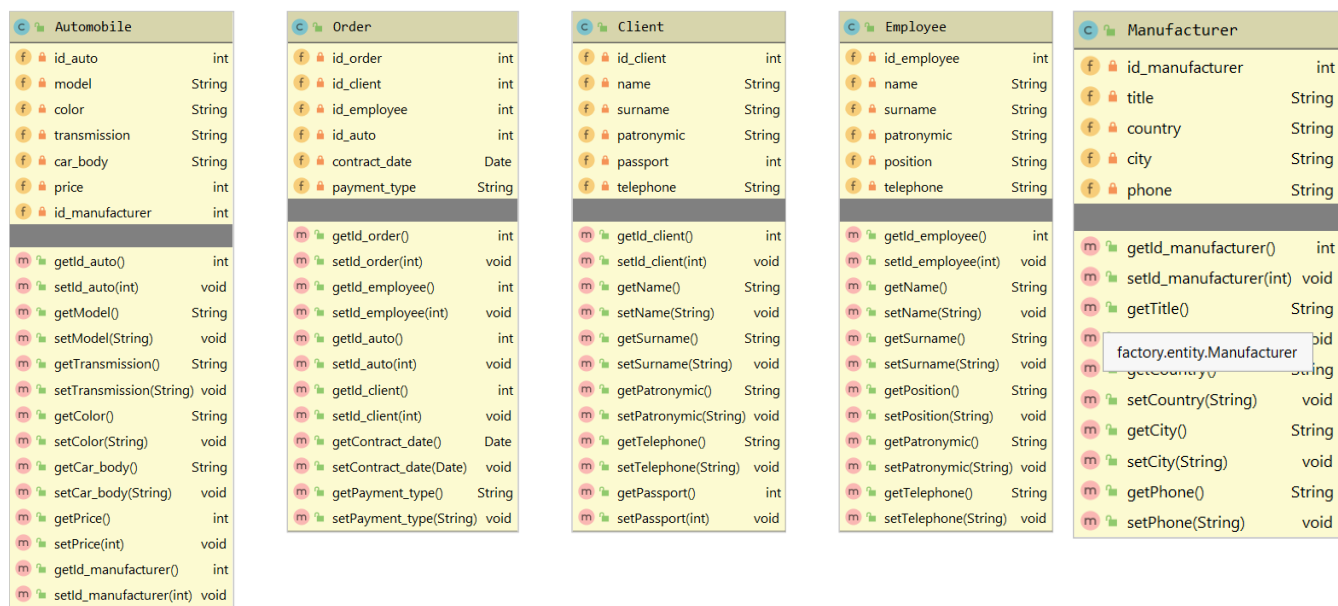 Automobile
id_auto int
model String
color String
transmission String
car_body String
price int
id_manufacturer int
getId_auto() int
setId_auto(int) void
getModel() String
setModel(String) void
getTransmission() String
setTransmission(String) void
getColor() String
setColor(String) void
getCar_body() String
setCar_body(String) void
getPrice() int
setPrice(int) void
getId_manufacturer() int
setId_manufacturer(int) void
Order
id_order int
id_client int
id_employee int
id_auto int
contract_date Date
payment_type String
getId_order() int
setId_order(int) void
getId_employee() int
setId_employee(int) void
getId_auto() int
setId_auto(int) void
getId_client() int
setId_client(int) void
getContract_date() Date
setContract_date(Date) void
getPayment_type() String
setPayment_type(String) void
Client
id_client int
name String
surname String
patronymic String
passport int
telephone String
getId_client() int
setId_client(int) void
getName() String
setName(String) void
getSurname() String
setSurname(String) void
getPatronymic() String
setPatronymic(String) void
getTelephone() String
setTelephone(String) void
getPassport() int
setPassport(int) void
Employee
id_employee int
name String
surname String
patronymic String
position String
telephone String
getId_employee() int
setId_employee(int) void
getName() String
setName(String) void
getSurname() String
setSurname(String) void
getPosition() String
setPosition(String) void
getPatronymic() String
setPatronymic(String) void
getTelephone() String
setTelephone(String) void
Manufacturer
id_manufacturer int
title String
country String
city String
phone String
getId_manufacturer() int
setId_manufacturer(int) void
getTitle() String
factory.entity.Manufacturer
getCountry() String
setCountry(String) void
getCity() String
setCity(String) void
getPhone() String
setPhone(String) void